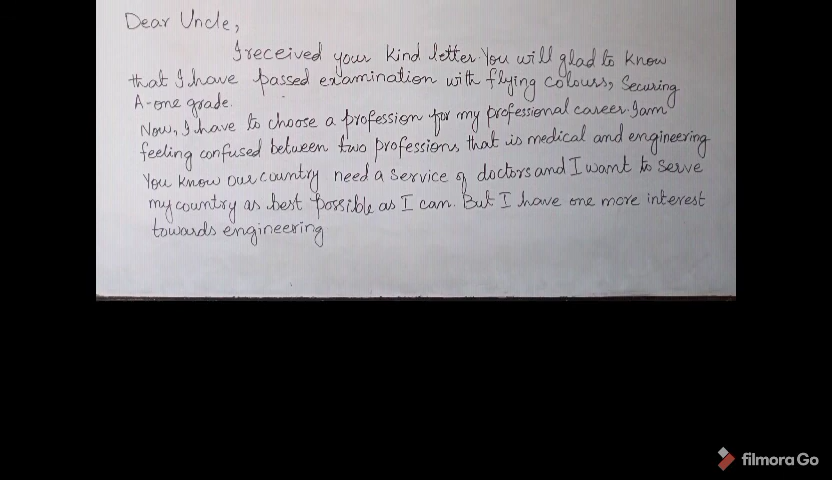 Dear Uncle,
I received your kind letter. You will glad to know
that I have passed examination with flying colours, Securing
A-one grade.
Now, I have to choose a profession for my professional career. I am
feeling confused between two professions, that is medical and engineering
You know our country need a service of doctors and I want to serve
my country as best possible as I can. But I have one more interest
towards engineering
filmora Go